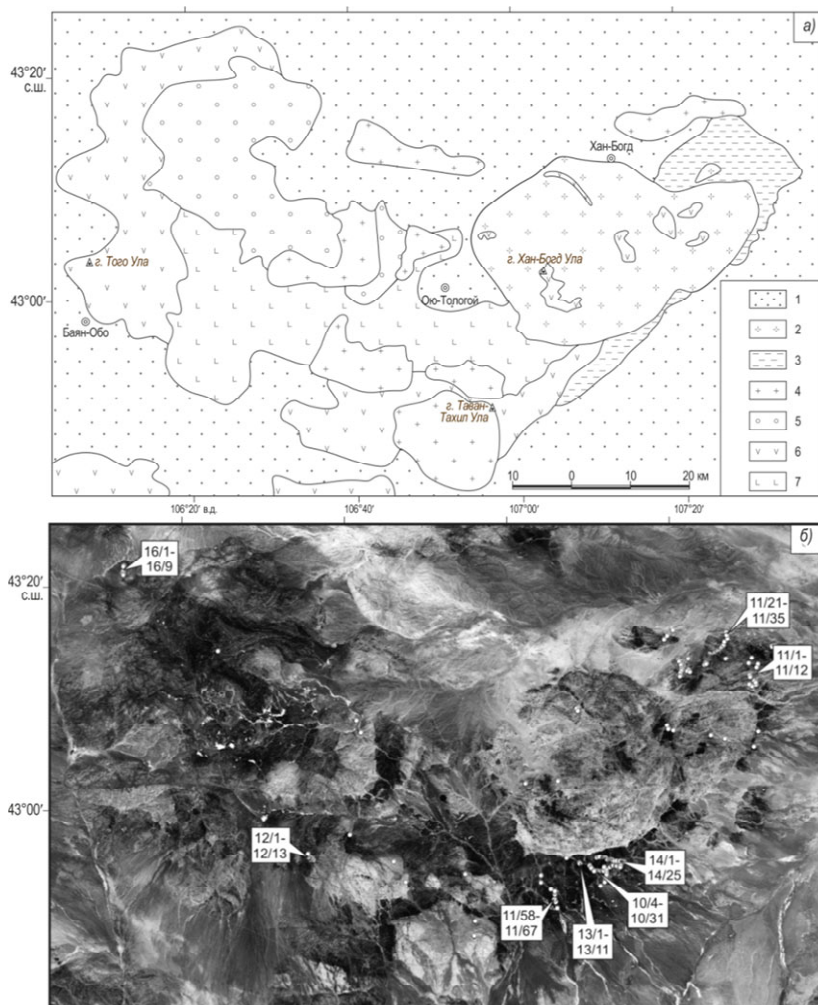 а)
43°20′
с.ш.
Хан-Богд
г. Того Ула
г. Хан-Богд Ула
43°00′
Ою-Тологой
Баян-Обо
г. Таван-
Тахил Ула
1
2
3
4
5
6
7
10 0 10 20 км
106°20′ в.д. 106°40′ 107°00′ 107°20′
б)
16/1-
16/9
43°20′
с.ш.
11/21-
11/35
11/1-
11/12
43°00′
12/1-
12/13
14/1-
14/25
10/4-
10/31
11/58-
11/67
13/1-
13/11